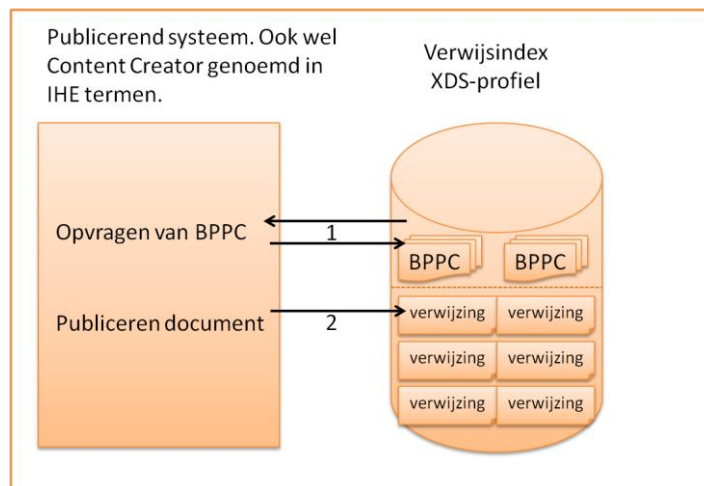 Publicerend systeem. Ook wel
Content Creator genoemd in
IHE termen.
Verwijsindex
XDS-profiel
Opvragen van BPPC
1
BPPC
BPPC
Publiceren document
2
verwijzing
verwijzing
verwijzing
verwijzing
verwijzing
verwijzing